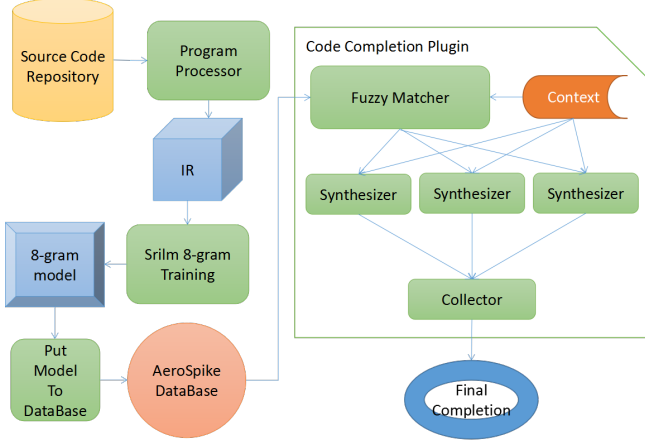 Source Code
Repository
Program
Processor
IR
Srilm 8-gram
Training
8-gram
model
Put
Model
To
DataBase
AeroSpike
DataBase
Code Completion Plugin
Fuzzy Matcher
Context
Synthesizer
Synthesizer
Synthesizer
Collector
Final
Completion